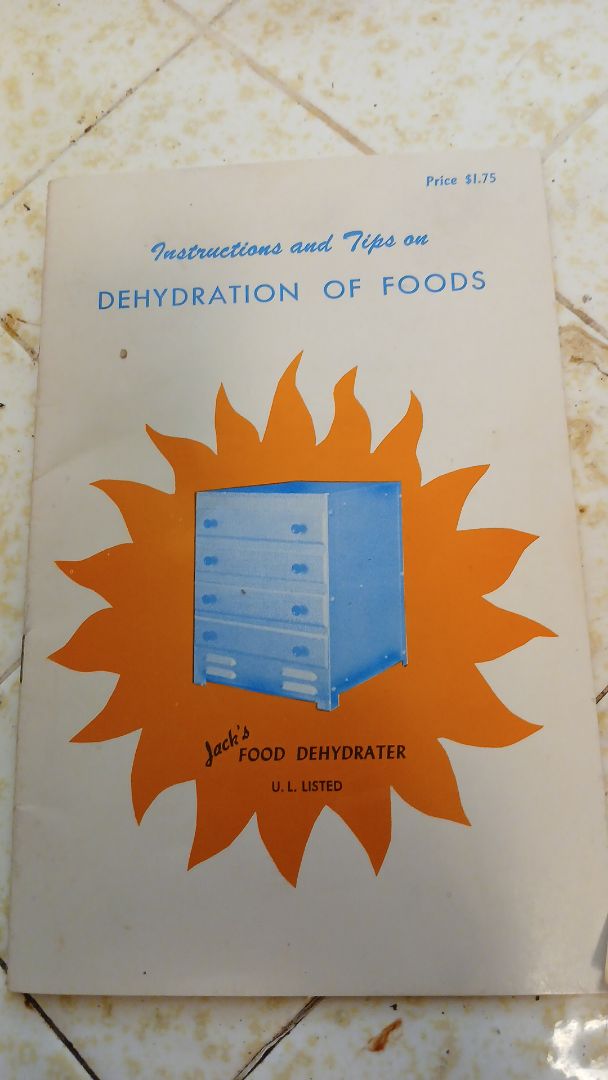 Price $1.75
Instructions and Tips on
DEHYDRATION OF FOODS
Jack's
FOOD DEHYDRATER
U. L. LISTED